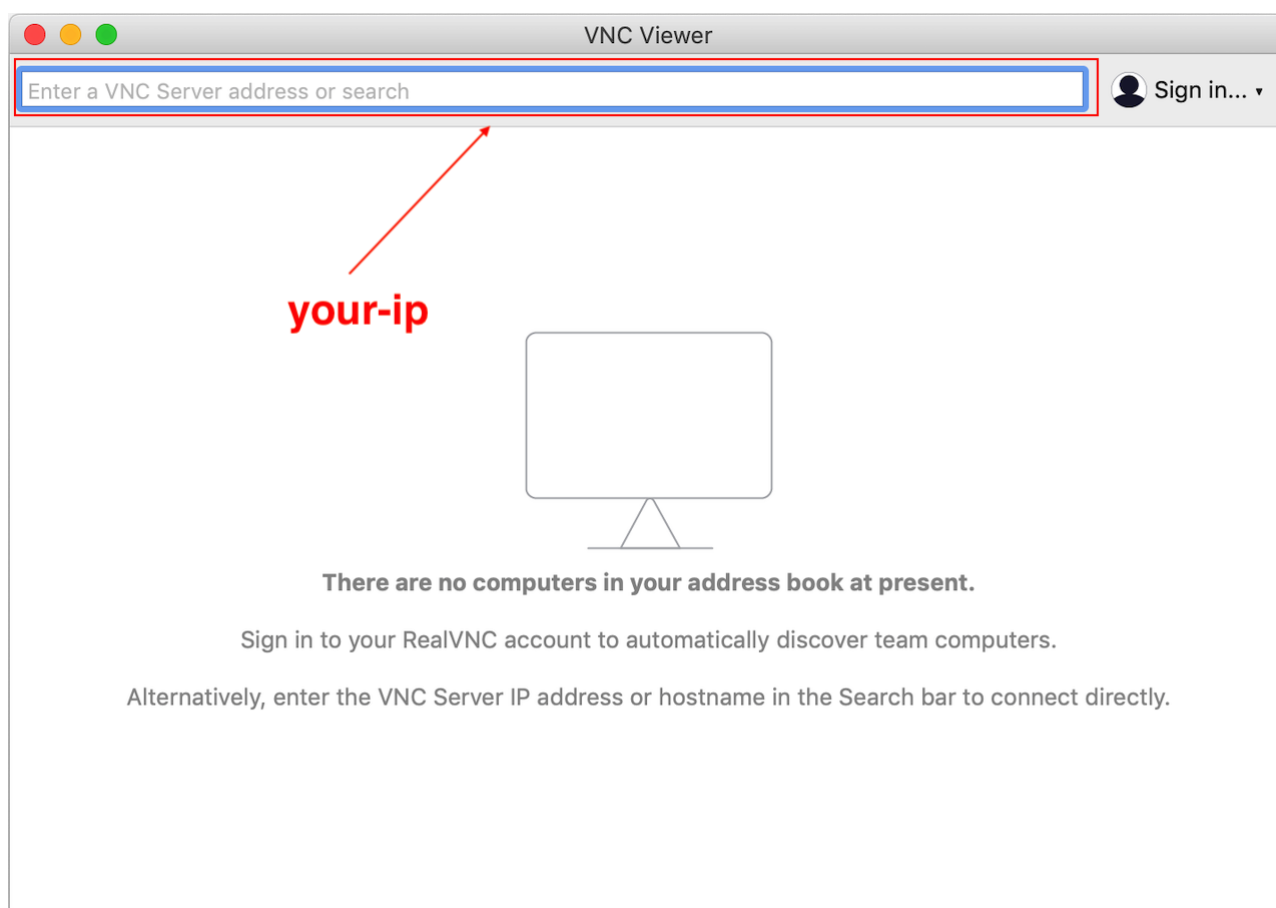 VNC Viewer
Enter a VNC Server address or search
Sign in...
your-ip
There are no computers in your address book at present.
Sign in to your RealVNC account to automatically discover team computers.
Alternatively, enter the VNC Server IP address or hostname in the Search bar to connect directly.